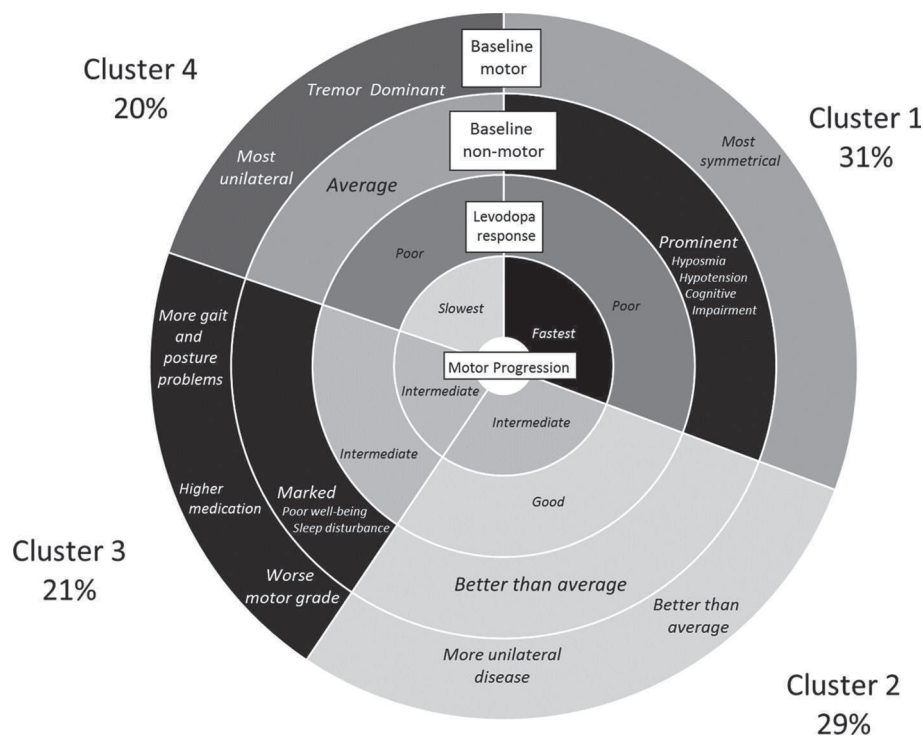 Cluster 4
20%
Cluster 1
31%
Cluster 3
21%
Cluster 2
29%
Baseline
motor
Tremor Dominant
Most
unilateral
Most
symmetrical
More gait
and
posture
problems
Higher
medication
Worse
motor grade
More unilateral
disease
Better than
average
Baseline
non-motor
Average
Prominent
Hyposmia
Hypotension
Cognitive
Impairment
Marked
Poor well-being
Sleep disturbance
Better than average
Levodopa
response
Poor
Poor
Intermediate
Good
Slowest
Fastest
Motor Progression
Intermediate
Intermediate